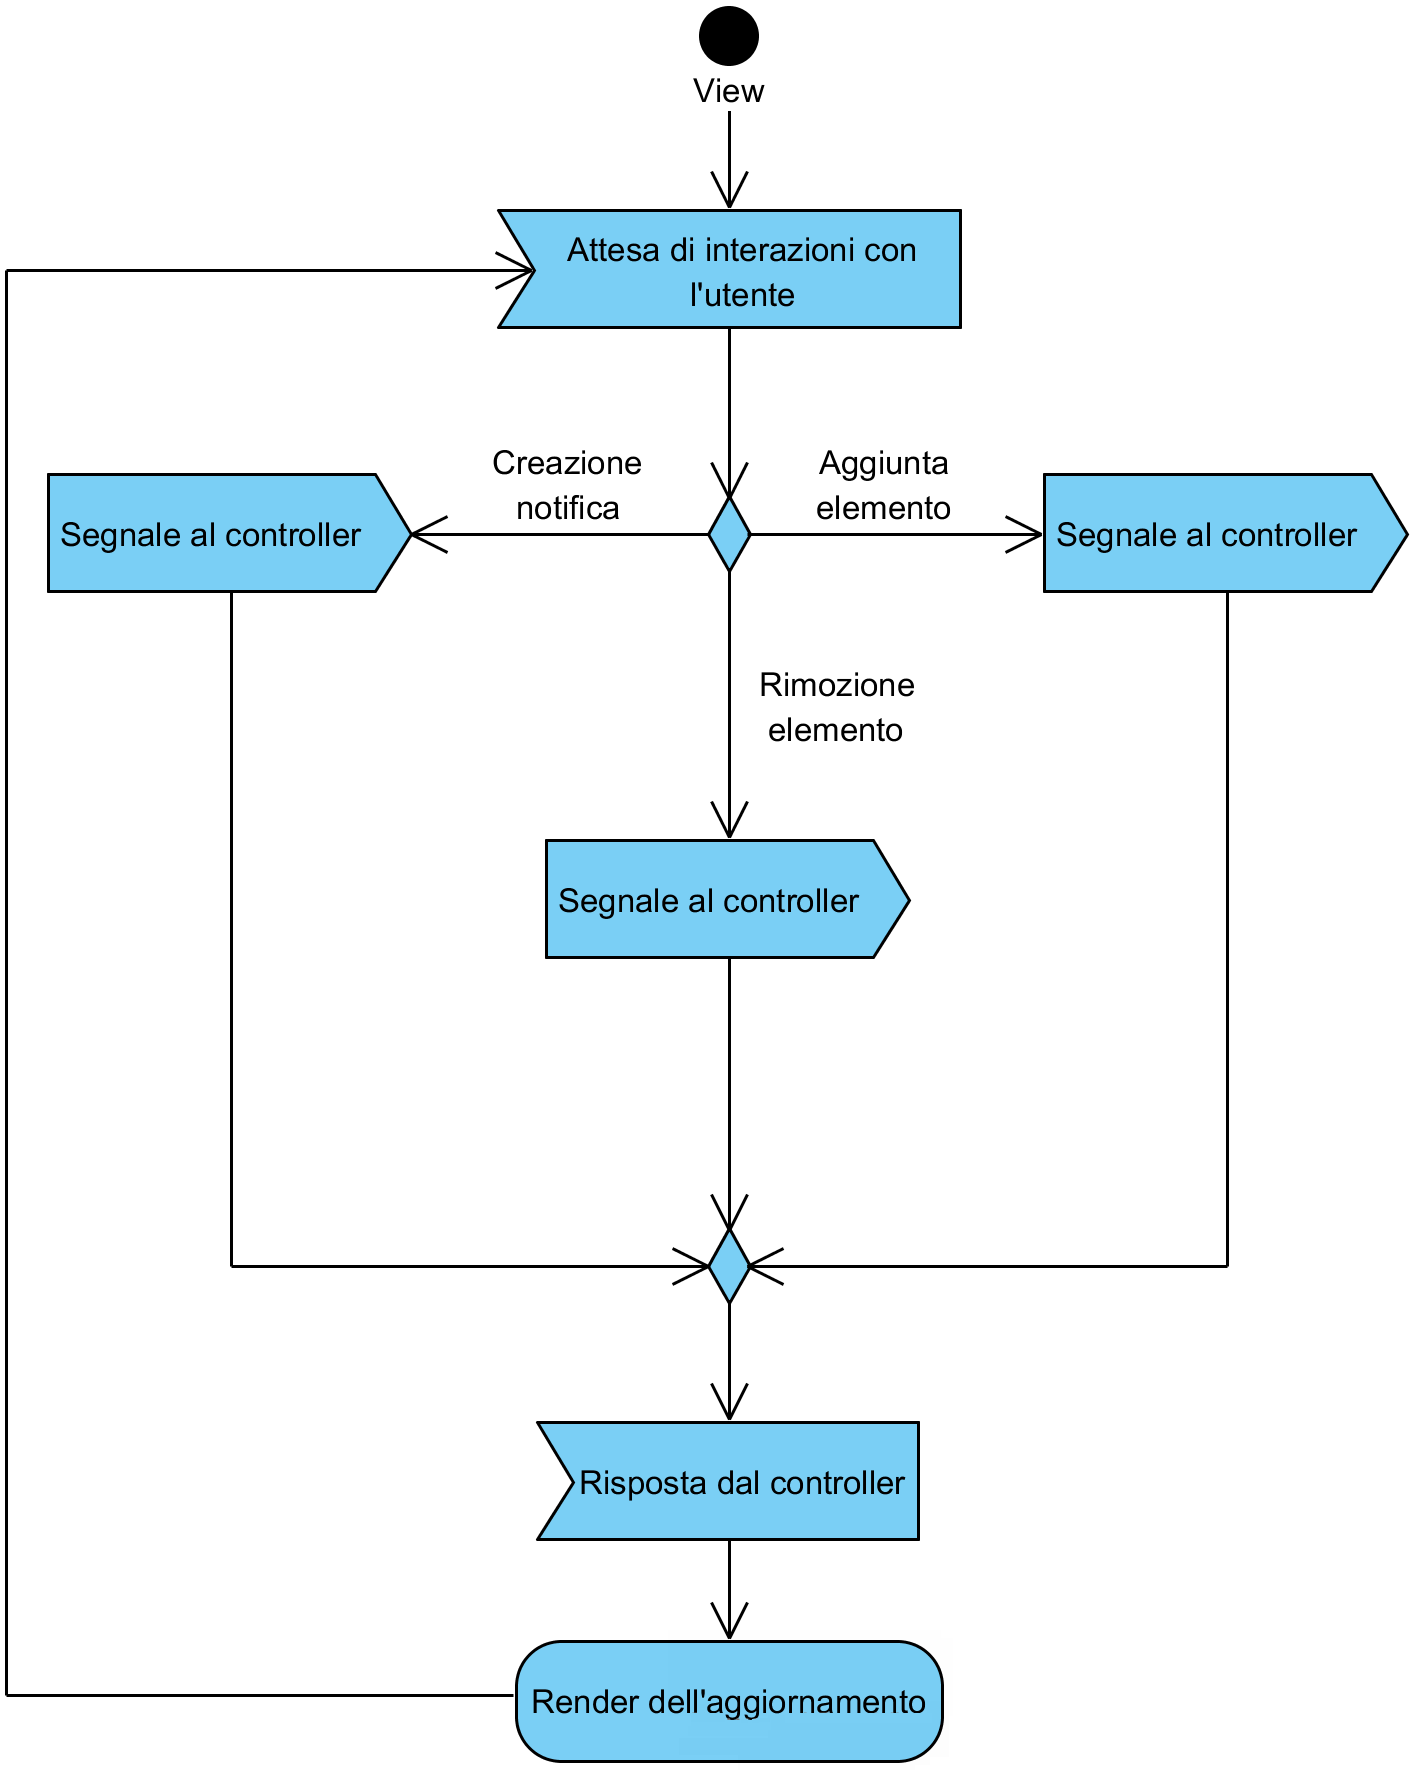 View
Attesa di interazioni con
l'utente
Creazione
notifica
Aggiunta
elemento
Segnale al controller
Segnale al controller
Rimozione
elemento
Segnale al controller
Risposta dal controller
Render dell'aggiornamento